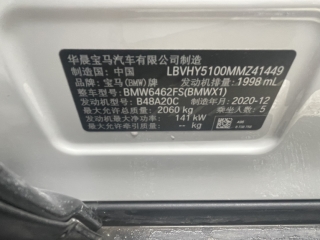 华晨宝马汽车有限公司制造
制造国: 中国 LBVHY5100MMZ41449
品牌: 宝马(BMW)牌 发动机排量: 1998 mL
整车型号: BMW6462FS(BMWX1)
发动机型号: B48A20C 制造年月: 2020-12
最大允许总质量: 2060 kg 乘坐人数: 5
发动机最大净功率: 141 kW
最大允许牵引质量: -- kg